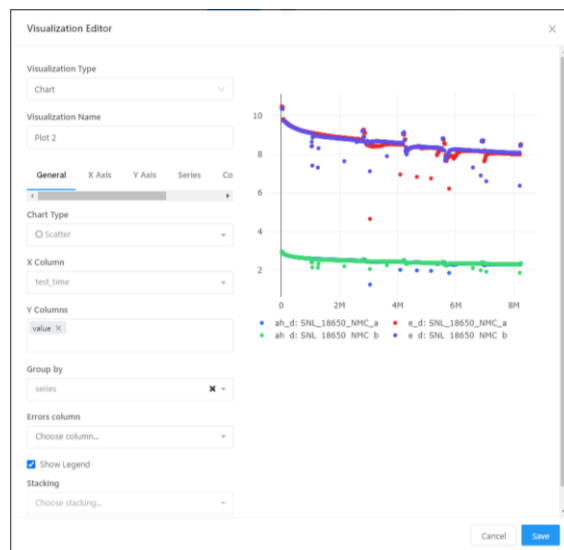 Visualization Editor
Visualization Type
Chart
Visualization Name
Plot 2
General X Axis Y Axis Series Co
Chart Type
Scatter
X Column
test_time
Y Columns
value ×
Group by
series
Errors column
Choose column...
Show Legend
Stacking
Choose stacking...
10
8
6
4
2
0 2M 4M 6M 8M
ah_d: SNL_18650_NMC_a e_d: SNL_18650_NMC_a
ah_d: SNL_18650_NMC_b e_d: SNL_18650_NMC_b
Cancel Save